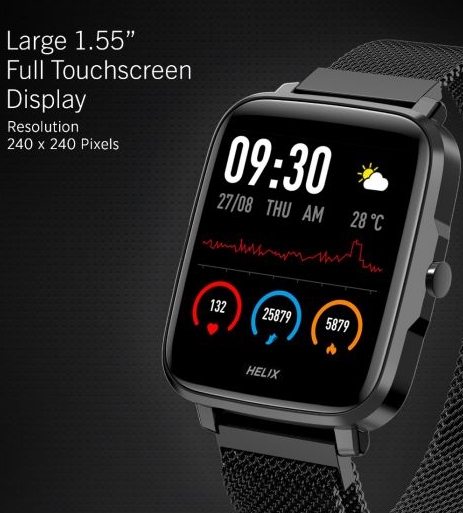 Large 1.55”
Full Touchscreen
Display
Resolution
240 x 240 Pixels
09:30
27/08 THU AM 28 °C
132 25879 5879
HELIX